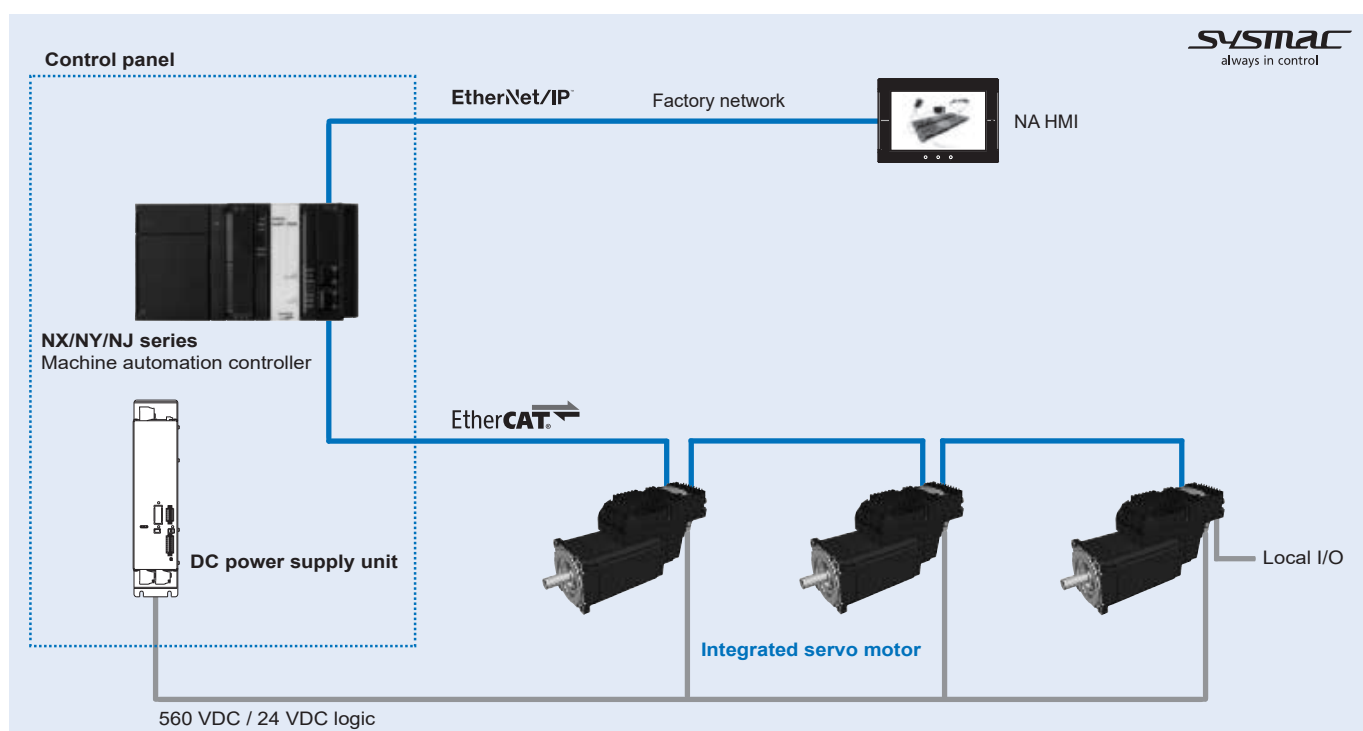 sysmac
always in control
Control panel
EtherNet/IP™
Factory network
NA HMI
NX/NY/NJ series
Machine automation controller
EtherCAT®
DC power supply unit
Local I/O
Integrated servo motor
560 VDC / 24 VDC logic